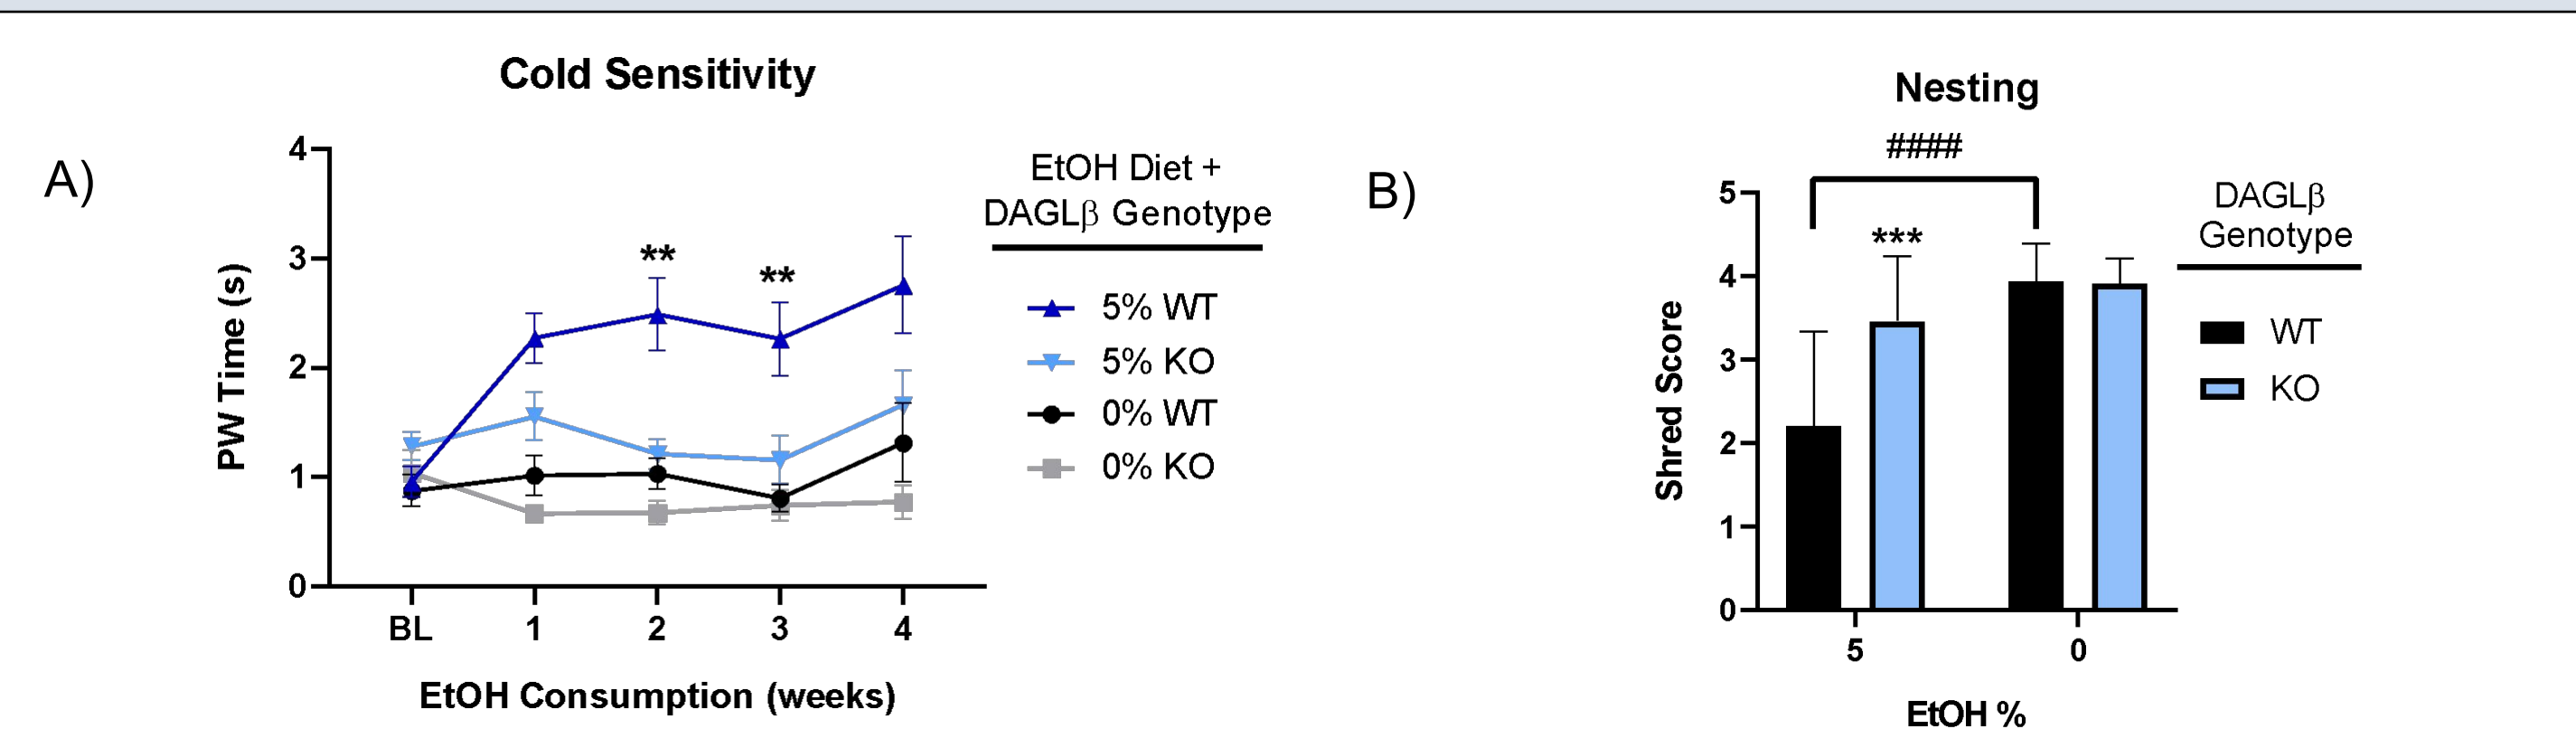 Cold Sensitivity
A)
4
3
2
1
0
PW Time (s)
**
**
BL
1
2
3
4
EtOH Consumption (weeks)
EtOH Diet +
DAGLβ Genotype
5% WT
5% KO
0% WT
0% KO
B)
Nesting
####
***
5
4
3
2
1
0
Shred Score
5
0
EtOH %
DAGLβ
Genotype
WT
KO